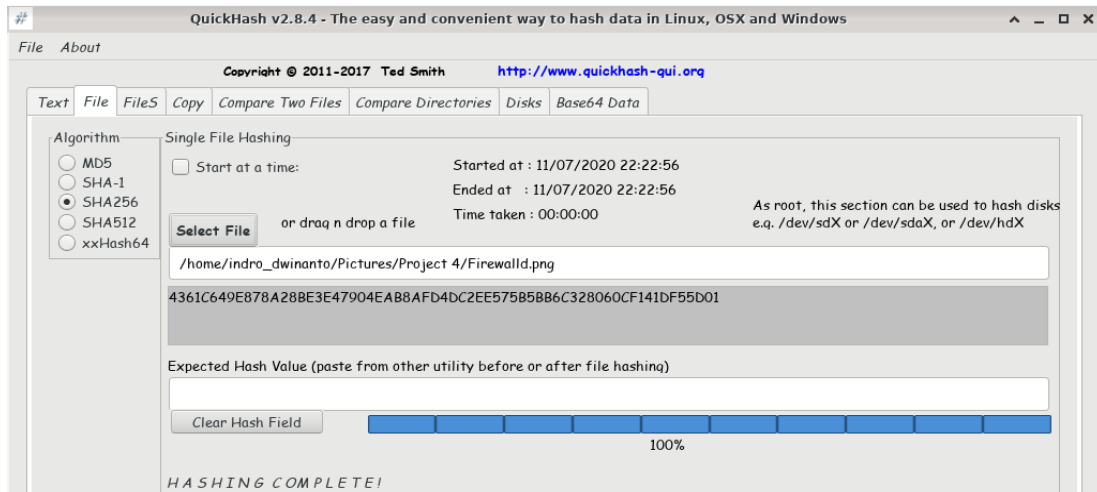 QuickHash v2.8.4 - The easy and convenient way to hash data in Linux, OSX and Windows
File About
Copyright © 2011-2017 Ted Smith http://www.quickhash-gui.org
Text File FileS Copy Compare Two Files Compare Directories Disks Base64 Data
Algorithm
MD5
SHA-1
SHA256
SHA512
xxHash64
Single File Hashing
Start at a time:
Started at : 11/07/2020 22:22:56
Ended at : 11/07/2020 22:22:56
Time taken : 00:00:00
As root, this section can be used to hash disks
e.g. /dev/sdX or /dev/sdaX, or /dev/hdX
Select File or drag n drop a file
/home/indro_dwinanto/Pictures/Project 4/Firewalld.png
4361C649E878A28BE3E47904EAB8AFD4DC2EE575B5BB6C328060CF141DF55D01
Expected Hash Value (paste from other utility before or after file hashing)
Clear Hash Field
100%
HASHING COMPLETE!